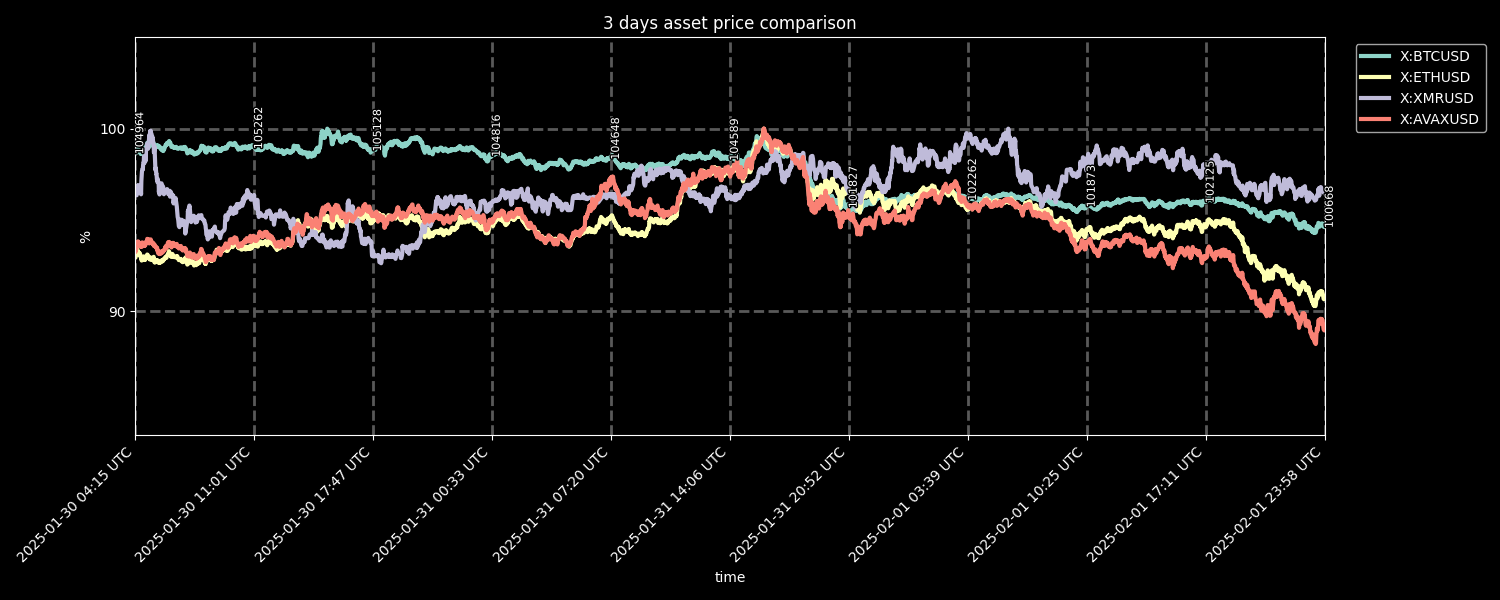 3 days asset price comparison
X:BTCUSD
X:ETHUSD
X:XMRUSD
X:AVAXUSD
100
90
%
104964
105262
105128
104816
104648
104589
101827
102262
101873
102125
100668
2025-01-30 04:15 UTC
2025-01-30 11:01 UTC
2025-01-30 17:47 UTC
2025-01-31 00:33 UTC
2025-01-31 07:20 UTC
2025-01-31 14:06 UTC
2025-01-31 20:52 UTC
2025-02-01 03:39 UTC
2025-02-01 10:25 UTC
2025-02-01 17:11 UTC
2025-02-01 23:58 UTC
time